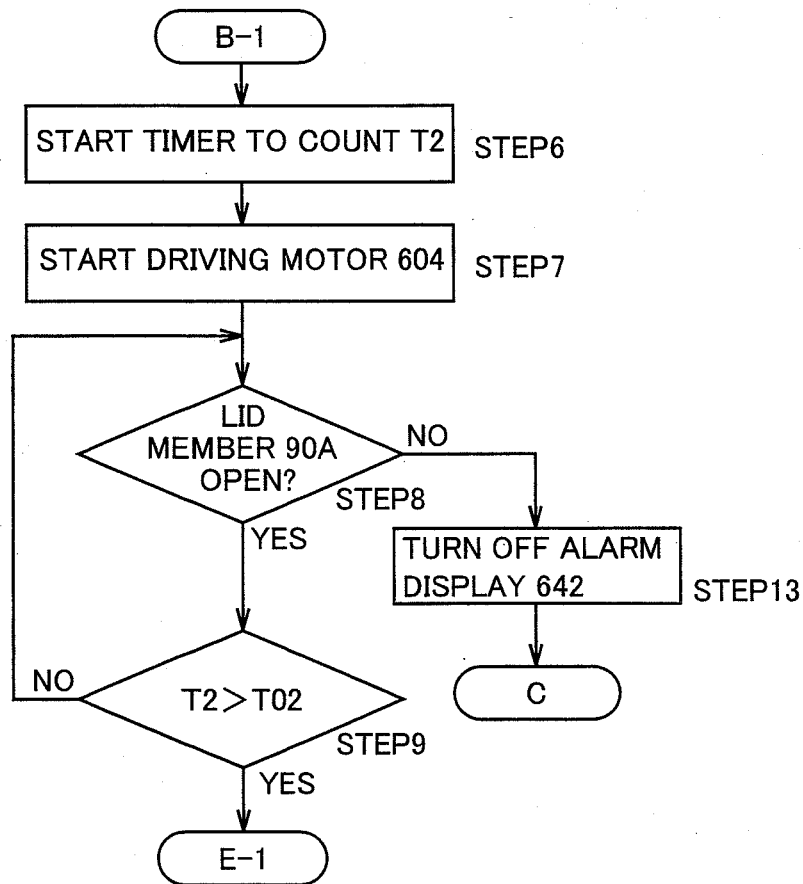 B-1
START TIMER TO COUNT T2
STEP6
START DRIVING MOTOR 604
STEP7
LID
MEMBER 90A
OPEN?
NO
STEP8
YES
TURN OFF ALARM
DISPLAY 642
STEP13
C
NO
T2>T02
STEP9
YES
E-1